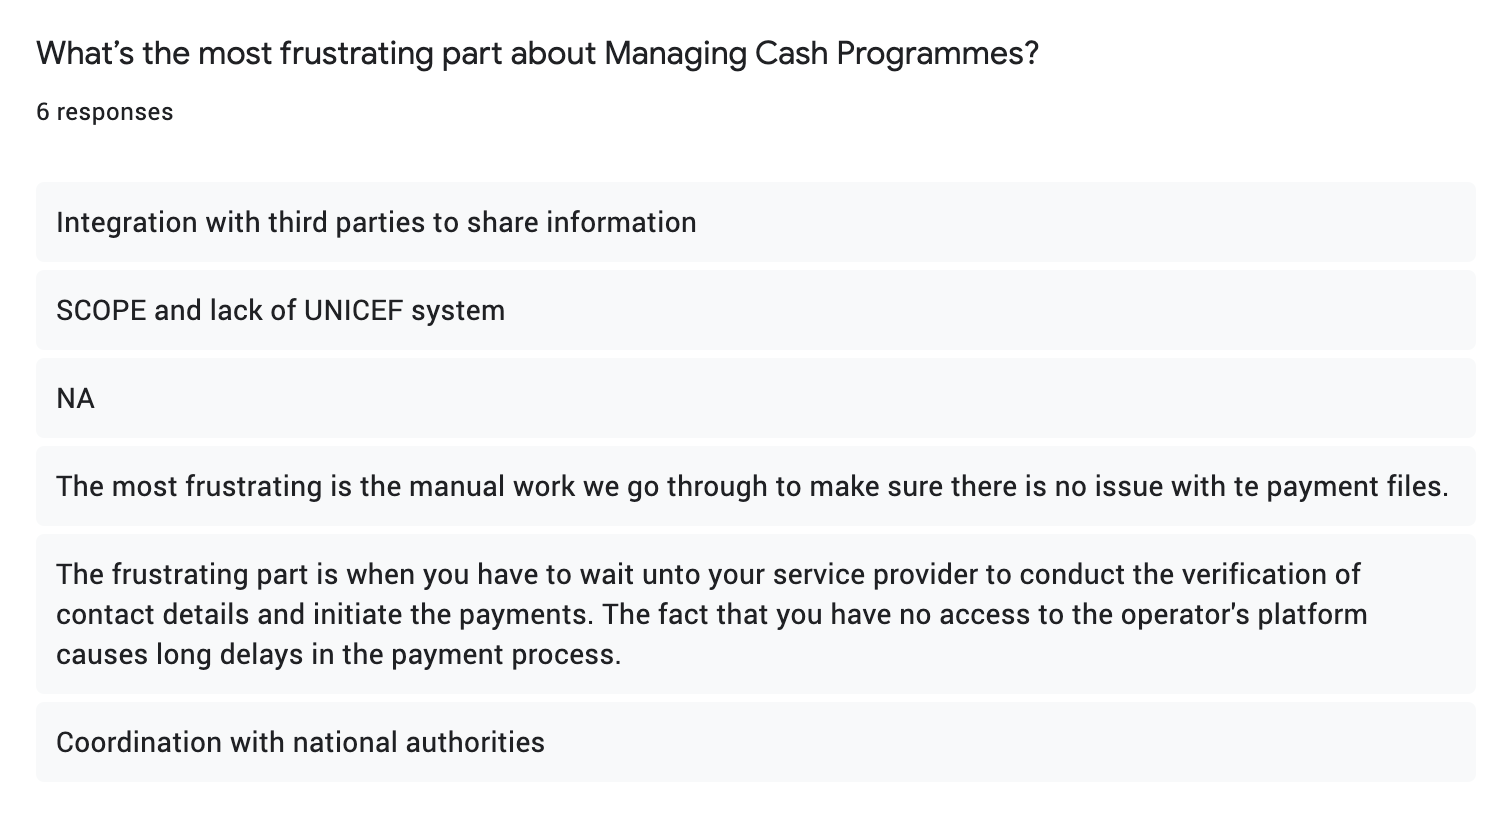 What’s the most frustrating part about Managing Cash Programmes?
6 responses
Integration with third parties to share information
SCOPE and lack of UNICEF system
NA
The most frustrating is the manual work we go through to make sure there is no issue with te payment files.
The frustrating part is when you have to wait unto your service provider to conduct the verification of
contact details and initiate the payments. The fact that you have no access to the operator's platform
causes long delays in the payment process.
Coordination with national authorities